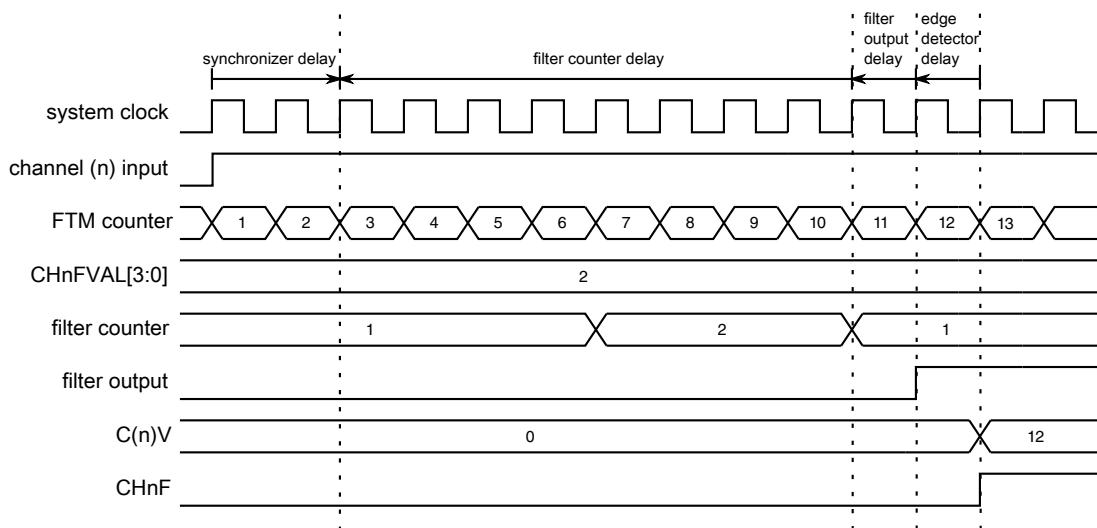 filter
output
delay
edge
detector
delay
synchronizer delay
filter counter delay
system clock
channel (n) input
FTM counter 1 2 3 4 5 6 7 8 9 10 11 12 13
CHnFVAL[3:0] 2
filter counter 1 2 1
filter output
C(n)V 0 12
CHnF